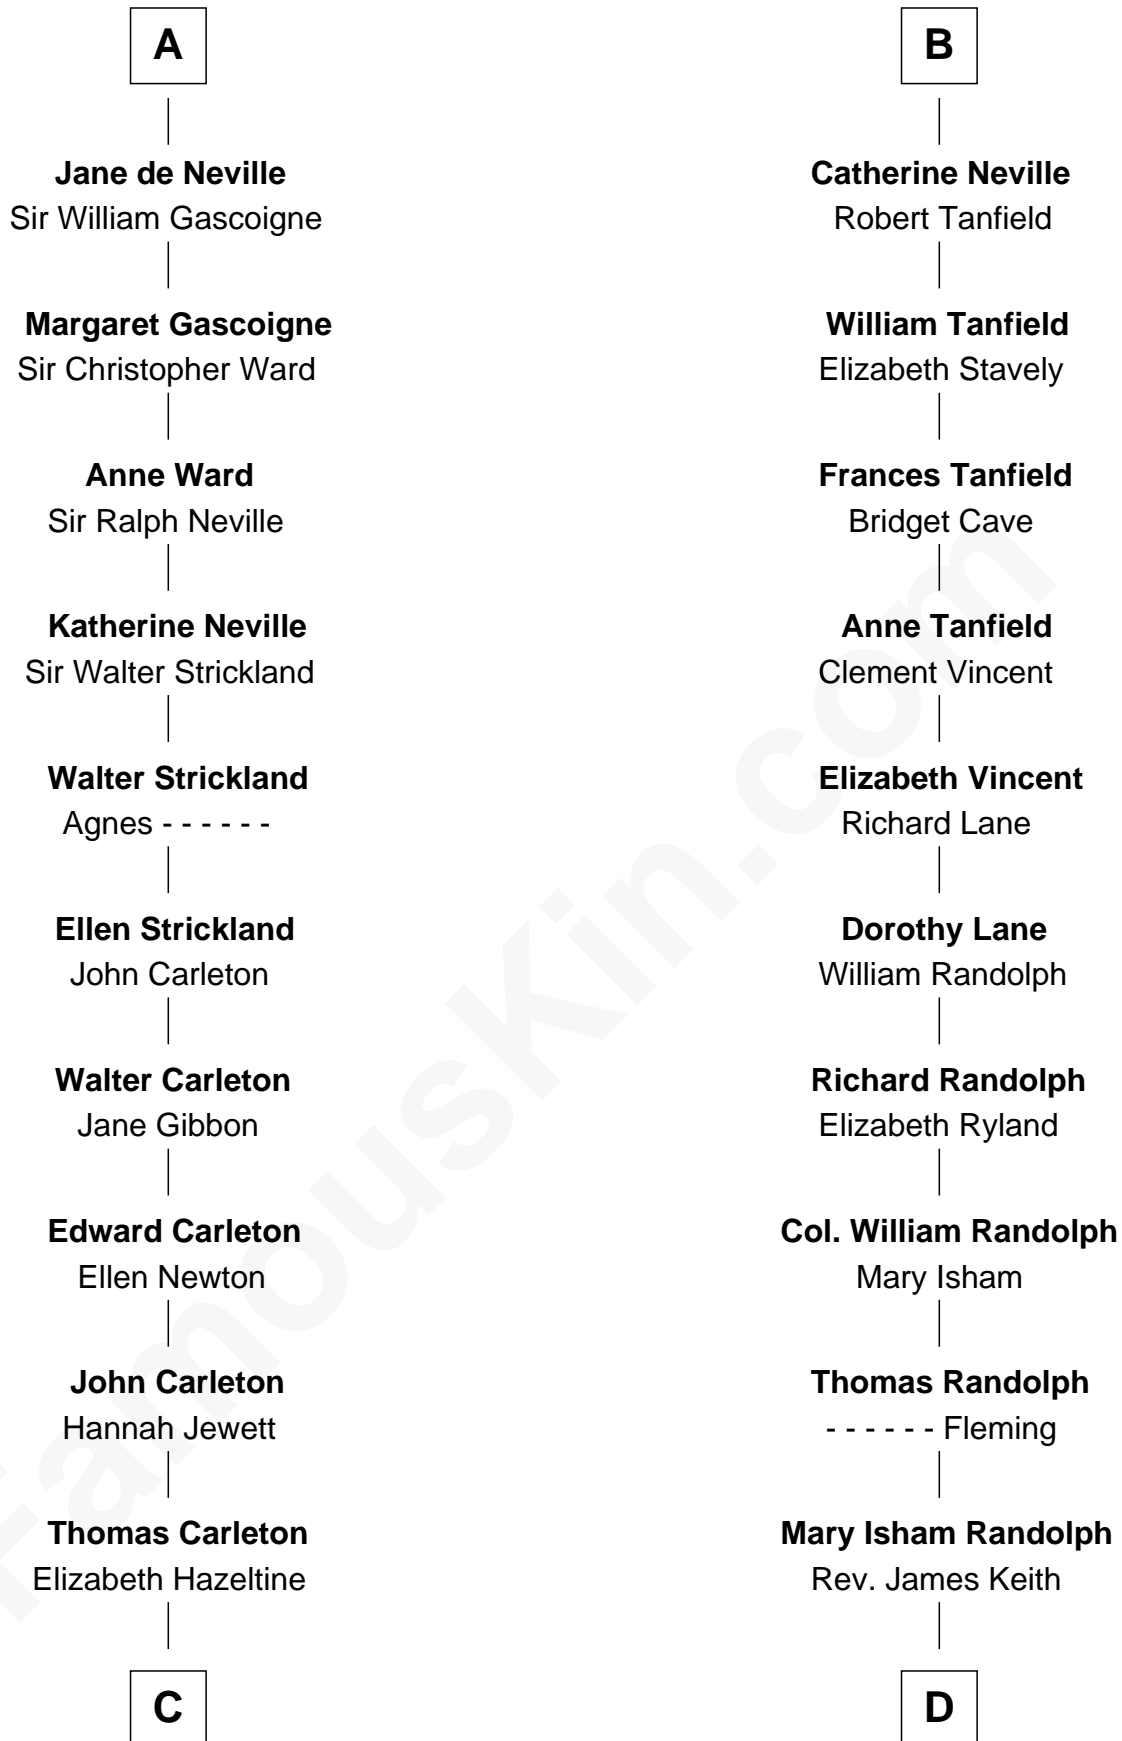 A
Jane de Neville
Sir William Gascoigne
Margaret Gascoigne
Sir Christopher Ward
Anne Ward
Sir Ralph Neville
Katherine Neville
Sir Walter Strickland
Walter Strickland
Agnes - - - - - -
Ellen Strickland
John Carleton
Walter Carleton
Jane Gibbon
Edward Carleton
Ellen Newton
John Carleton
Hannah Jewett
Thomas Carleton
Elizabeth Hazeltine
C
B
Catherine Neville
Robert Tanfield
William Tanfield
Elizabeth Stavely
Frances Tanfield
Bridget Cave
Anne Tanfield
Clement Vincent
Elizabeth Vincent
Richard Lane
Dorothy Lane
William Randolph
Richard Randolph
Elizabeth Ryland
Col. William Randolph
Mary Isham
Thomas Randolph
- - - - - - Fleming
Mary Isham Randolph
Rev. James Keith
D
FamousKin.com